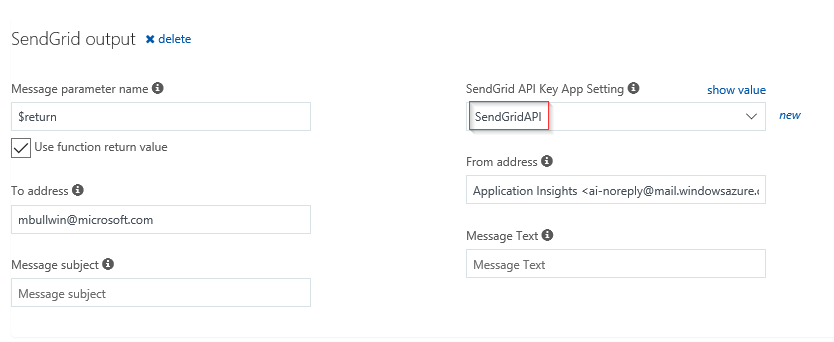 SendGrid output ✖ delete
Message parameter name
$return
Use function return value
To address
mbullwin@microsoft.com
Message subject
Message subject
SendGrid API Key App Setting show value
SendGridAPI new
From address
Application Insights <ai-noreply@mail.windowsazure.c
Message Text
Message Text